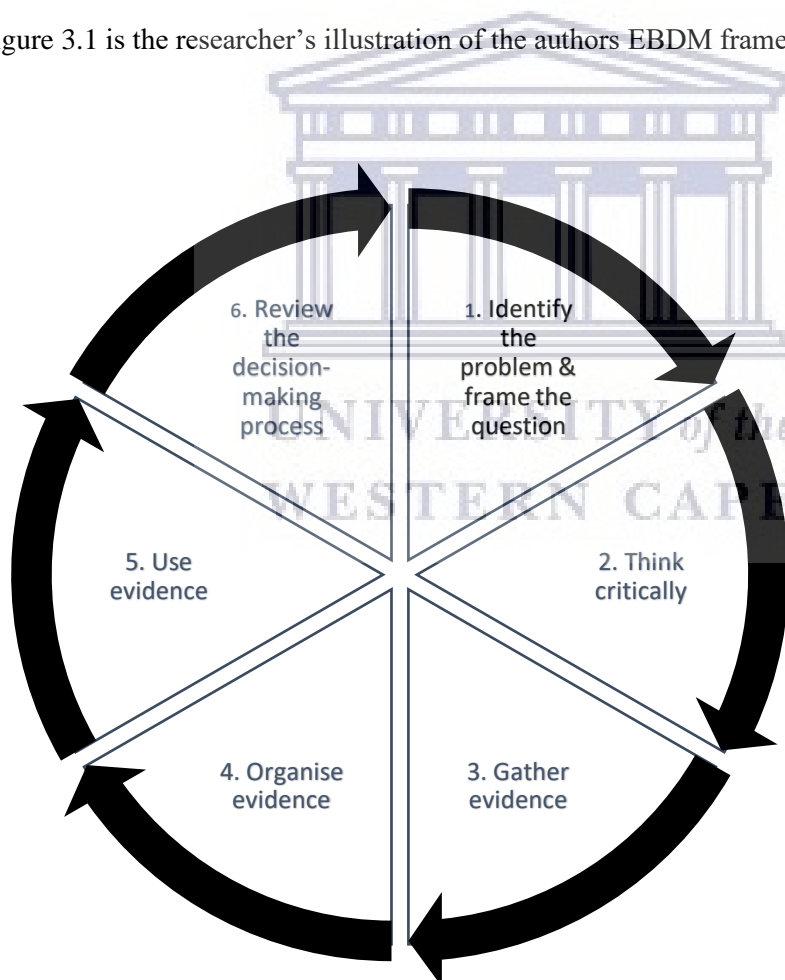 igure 3.1 is the researcher's illustration of the authors EBDM frame
6. Review
the
decision-
making
process
1. Identify
the
problem &
frame the
question
UNIVERSITY of the
WESTERN CAPE
5. Use
evidence
2. Think
critically
4. Organise
evidence
3. Gather
evidence